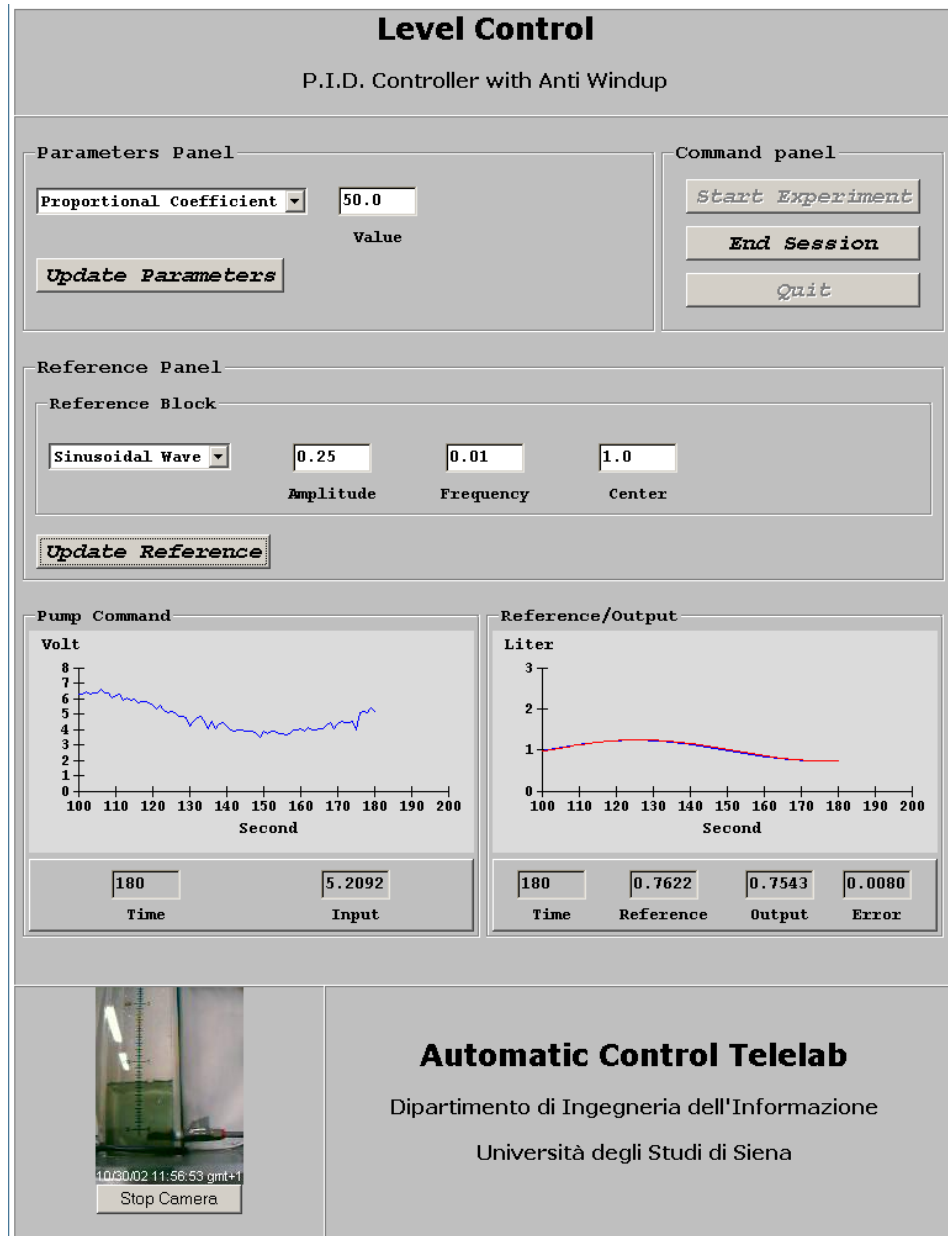 Level Control
P.I.D. Controller with Anti Windup
Parameters Panel
Proportional Coefficient
50.0
Value
Update Parameters
Command panel
Start Experiment
End Session
Quit
Reference Panel
Reference Block
Sinusoidal Wave
0.25
0.01
1.0
Amplitude
Frequency
Center
Update Reference
Pump Command
Volt
8
7
6
5
4
3
2
1
0
100 110 120 130 140 150 160 170 180 190 200
Second
180
5.2092
Time
Input
Reference/Output
Liter
3
2
1
0
100 110 120 130 140 150 160 170 180 190 200
Second
180
0.7622
0.7543
0.0080
Time
Reference
Output
Error
10/30/02 11:56:53 gmt+1
Stop Camera
Automatic Control Telelab
Dipartimento di Ingegneria dell'Informazione
Università degli Studi di Siena